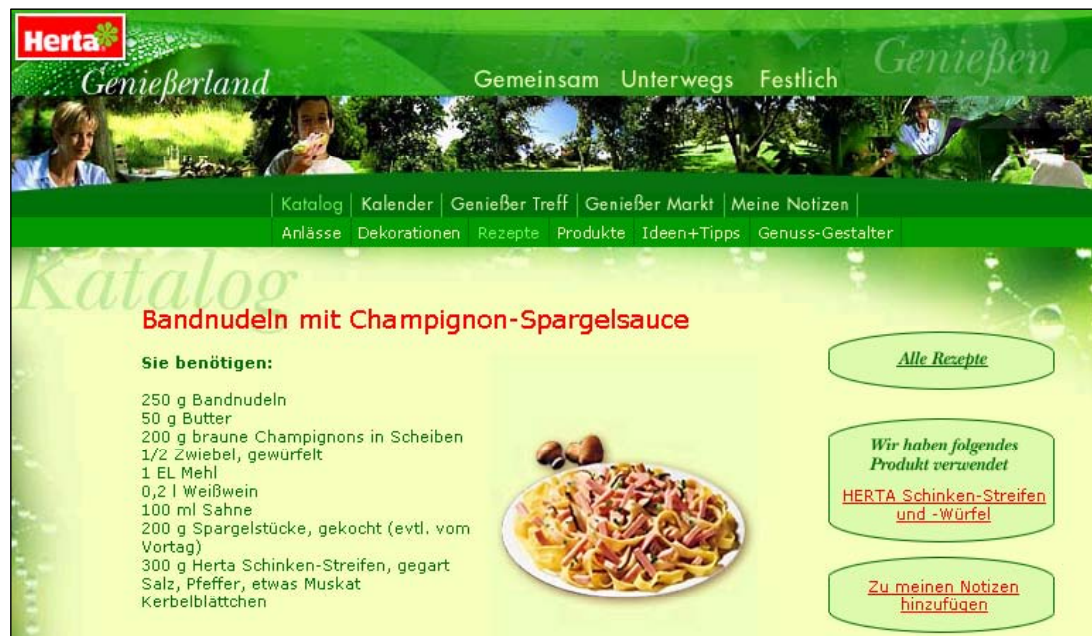 Herta
Genießerland
Gemeinsam Unterwegs Festlich
Genießen
Katalog Kalender Genießer Treff Genießer Markt Meine Notizen
Anlässe Dekorationen Rezepte Produkte Ideen+Tipps Genuss-Gestalter
Katalog
Bandnudeln mit Champignon-Spargelsauce
Sie benötigen:
250 g Bandnudeln
50 g Butter
200 g braune Champignons in Scheiben
1/2 Zwiebel, gewürfelt
1 EL Mehl
0,2 l Weißwein
100 ml Sahne
200 g Spargelstücke, gekocht (evtl. vom
Vortag)
300 g Herta Schinken-Streifen, gegart
Salz, Pfeffer, etwas Muskat
Kerbelblättchen
Alle Rezepte
Wir haben folgendes
Produkt verwendet
HERTA Schinken-Streifen
und -Würfel
Zu meinen Notizen
hinzufügen